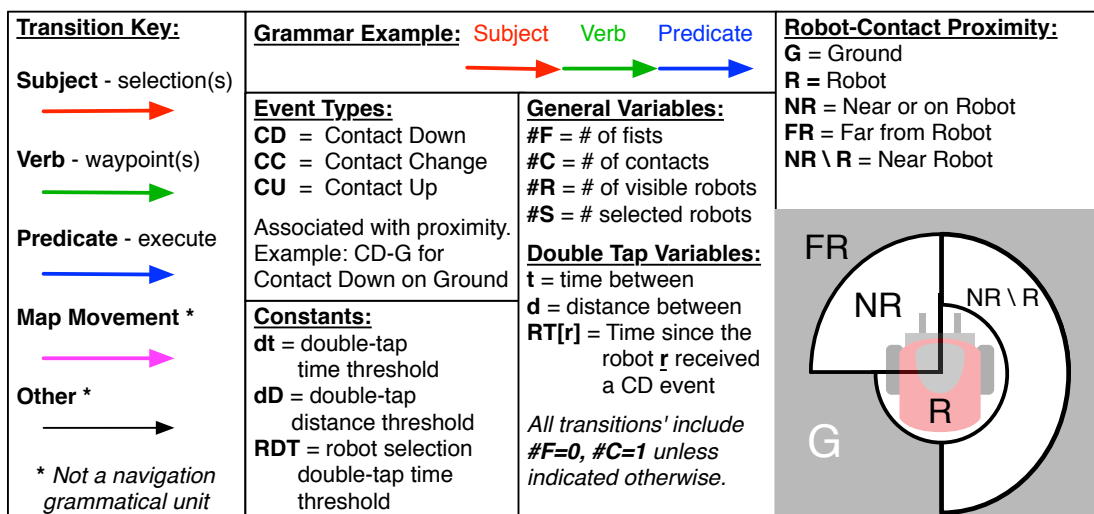 Transition Key:
Subject - selection(s)
Verb - waypoint(s)
Predicate - execute
Map Movement *
Other *
* Not a navigation
grammatical unit
Grammar Example: Subject Verb Predicate
Event Types:
CD = Contact Down
CC = Contact Change
CU = Contact Up
Associated with proximity.
Example: CD-G for
Contact Down on Ground
Constants:
dt = double-tap
time threshold
dD = double-tap
distance threshold
RDT = robot selection
double-tap time
threshold
General Variables:
#F = # of fists
#C = # of contacts
#R = # of visible robots
#S = # selected robots
Double Tap Variables:
t = time between
d = distance between
RT[r] = Time since the
robot r received
a CD event
All transitions' include
#F=0, #C=1 unless
indicated otherwise.
Robot-Contact Proximity:
G = Ground
R = Robot
NR = Near or on Robot
FR = Far from Robot
NR \ R = Near Robot
FR
NR
NR \ R
R
G